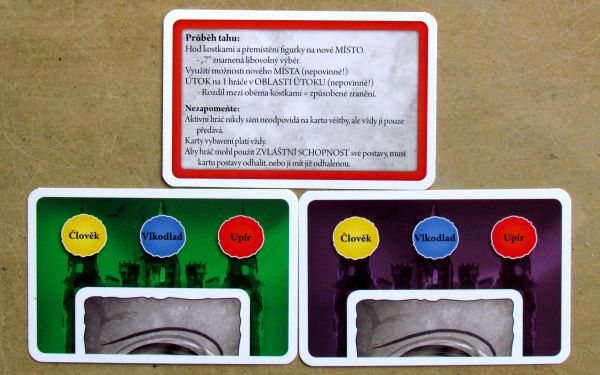 Průběh tahu:
Hod kostkami a přemístění figurky na nové MÍSTO.
- „7" znamená libovolný výběr.
Využití možnosti nového MÍSTA (nepovinné!)
ÚTOK na 1 hráče v OBLASTI ÚTOKU (nepovinné!)
- Rozdíl mezi oběma kostkami = způsobené zranění.
Nezapomeňte:
Aktivní hráč nikdy sám neodpovídá na kartu věštby, ale vždy ji pouze
předává.
Karty vybavení platí vždy.
Aby hráč mohl použít ZVLÁŠTNÍ SCHOPNOST své postavy, musí
kartu postavy odhalit, nebo ji mít již odhalenou.
Člověk Vlkodlad Upír
Člověk Vlkodlad Upír